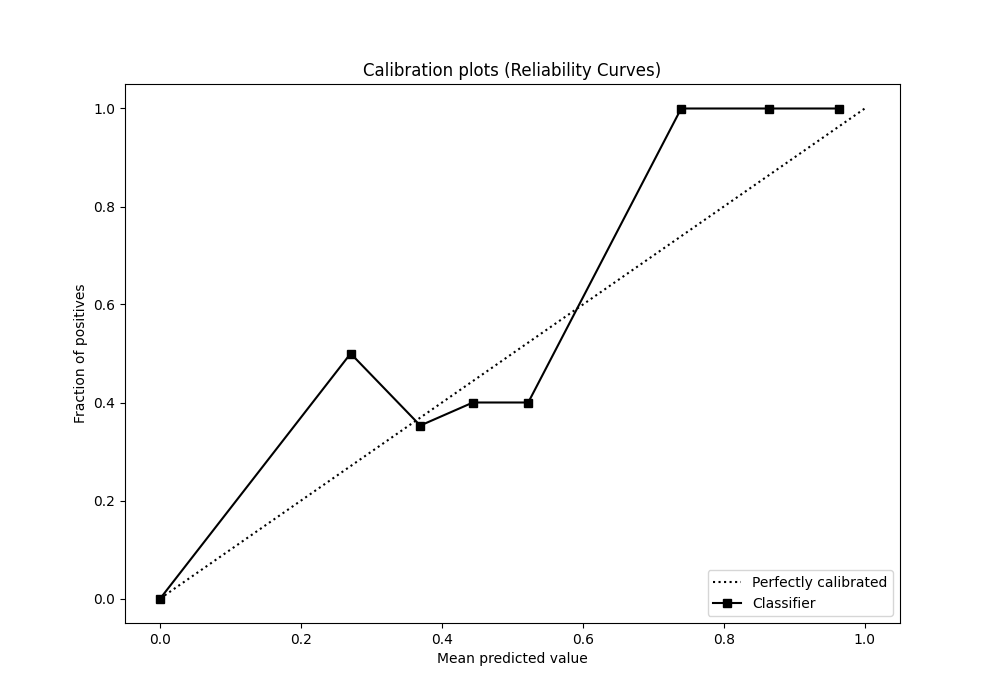 Calibration plots (Reliability Curves)
Fraction of positives
1.0
0.8
0.6
0.4
0.2
0.0
0.0 0.2 0.4 0.6 0.8 1.0
Mean predicted value
Perfectly calibrated
Classifier